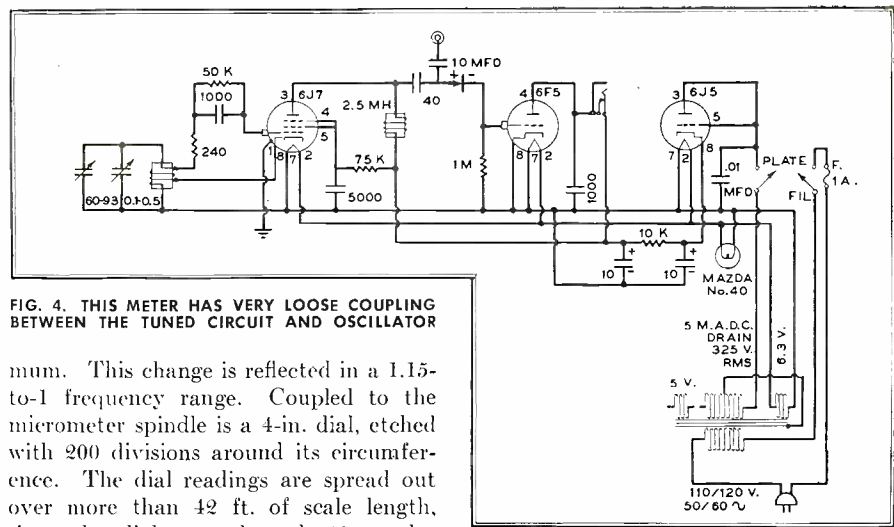 10 MFD
50 K
3 6J7
4 6F5
3 6J5
1000
4
40
+ -
2.5 MH
5
5
1
8 7 2
8 7 2
7 2
8
240
75 K
1 M
.01
MFD
PLATE
F.
1 A.
FIL.
60-93
0.1-0.5
5000
1000
10 K
+
10 -
+
10 -
MAZDA
No. 40
FIG. 4. THIS METER HAS VERY LOOSE COUPLING
BETWEEN THE TUNED CIRCUIT AND OSCILLATOR
5 M.A.D.C.
DRAIN
325 V.
RMS
6.3 V.
5 V.
110/120 V.
50/60 ∿
mum. This change is reflected in a 1.15-
to-1 frequency range. Coupled to the
micrometer spindle is a 4-in. dial, etched
with 200 divisions around its circumfer-
ence. The dial readings are spread out
over more than 42 ft. of scale length,